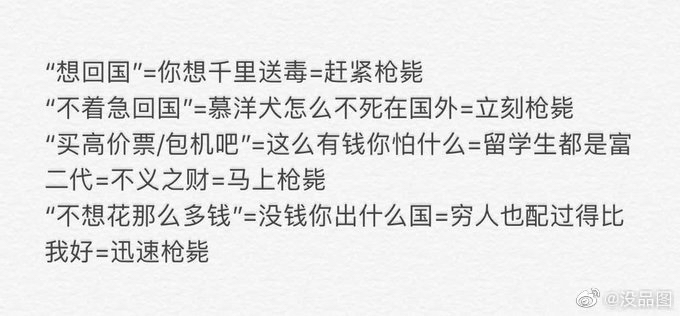 “想回国”=你想千里送毒=赶紧枪毙
“不着急回国”=慕洋犬怎么不死在国外=立刻枪毙
“买高价票/包机吧”=这么有钱你怕什么=留学生都是富
二代=不义之财=马上枪毙
“不想花那么多钱”=没钱你出什么国=穷人也配过得比
我好=迅速枪毙
@没品图